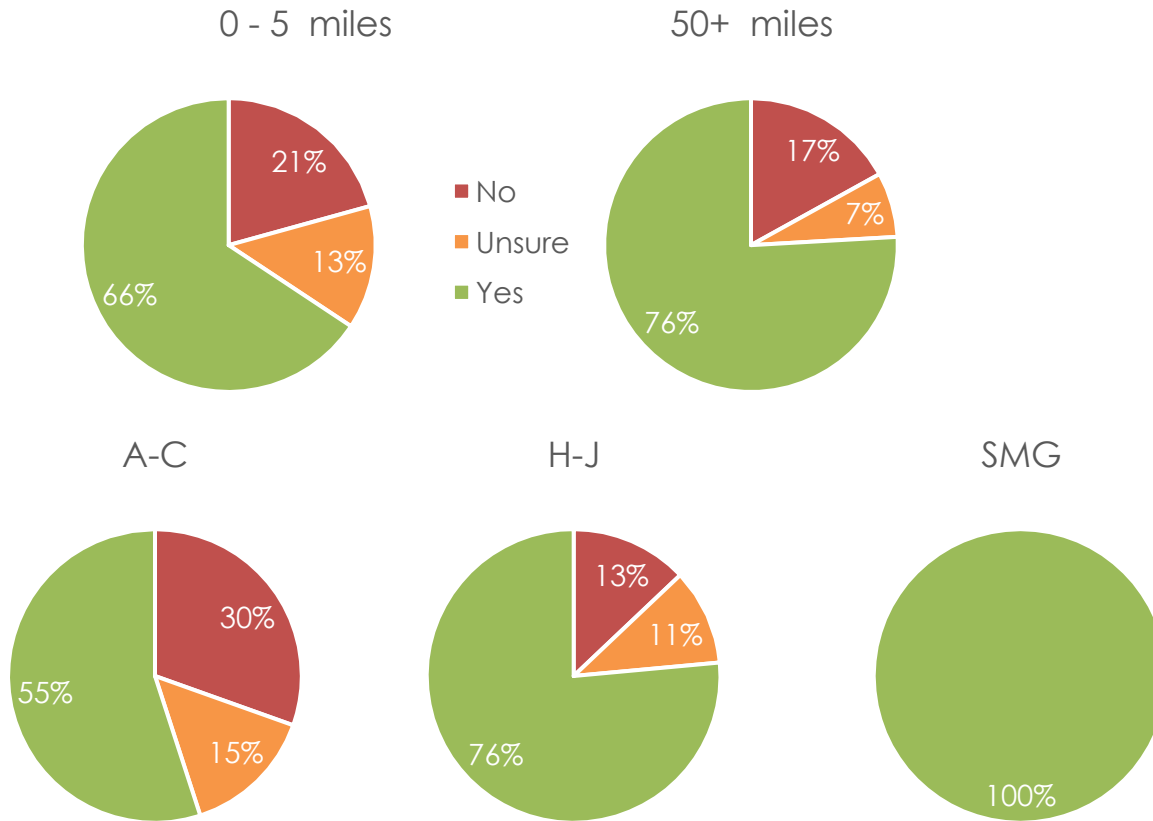 0 - 5 miles
50+ miles
21%
13%
66%
No
Unsure
Yes
17%
7%
76%
A-C
H-J
SMG
30%
15%
55%
13%
11%
76%
100%